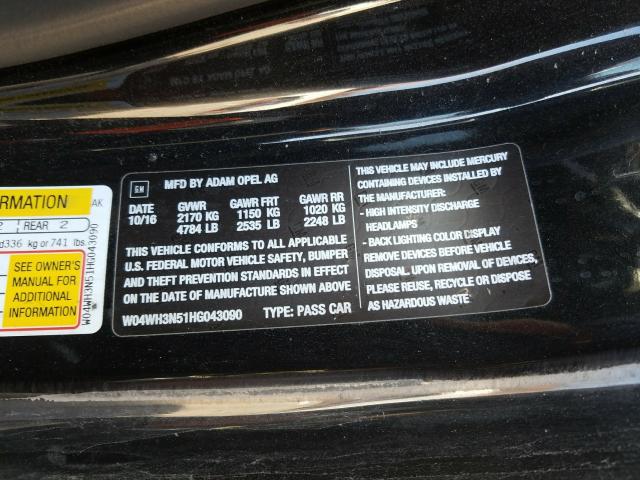 ORMATION
2 REAR 2
d336 kg or 741 lbs.
SEE OWNER'S
MANUAL FOR
ADDITIONAL
INFORMATION
AK
W04WH3N51HG043090
GM
MFD BY ADAM OPEL AG
DATE GVWR GAWR FRT GAWR RR
10/16 2170 KG 1150 KG 1020 KG
4784 LB 2535 LB 2248 LB
THIS VEHICLE CONFORMS TO ALL APPLICABLE
U.S. FEDERAL MOTOR VEHICLE SAFETY, BUMPER
AND THEFT PREVENTION STANDARDS IN EFFECT
ON THE DATE OF MANUFACTURE SHOWN ABOVE
W04WH3N51HG043090 TYPE: PASS CAR
THIS VEHICLE MAY INCLUDE MERCURY
CONTAINING DEVICES INSTALLED BY
THE MANUFACTURER:
- HIGH INTENSITY DISCHARGE
HEADLAMPS
- BACK LIGHTING COLOR DISPLAY
REMOVE DEVICES BEFORE VEHICLE
DISPOSAL. UPON REMOVAL OF DEVICES,
PLEASE REUSE, RECYCLE OR DISPOSE
AS HAZARDOUS WASTE